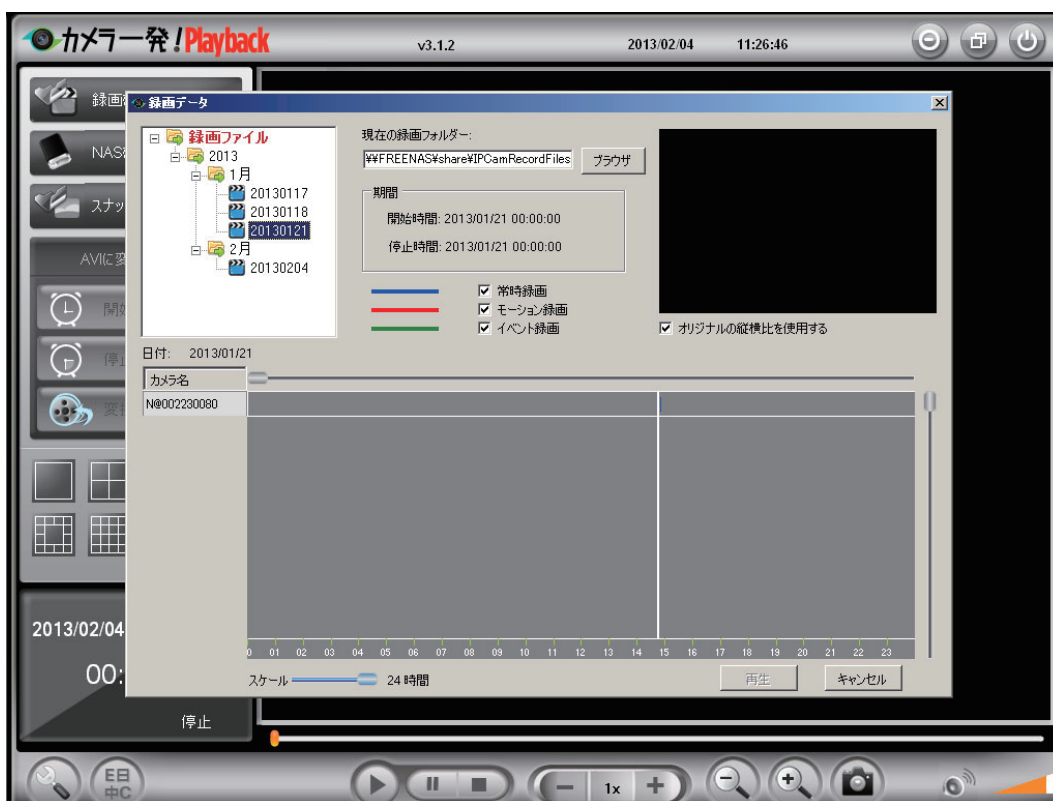 カメラ一発!Playback
v3.1.2
2013/02/04 11:26:46
録画
NAS
スナッ
AVIに変
開始
停止
変換
録画データ
録画ファイル
2013
1月
20130117
20130118
20130121
2月
20130204
現在の録画フォルダー:
¥¥FREENAS¥share¥IPCamRecordFiles
ブラウザ
期間
開始時間: 2013/01/21 00:00:00
停止時間: 2013/01/21 00:00:00
常時録画
モーション録画
イベント録画
オリジナルの縦横比を使用する
日付: 2013/01/21
カメラ名
N@002230080
0 01 02 03 04 05 06 07 08 09 10 11 12 13 14 15 16 17 18 19 20 21 22 23
スケール 24 時間
再生
キャンセル
2013/02/04
00:
停止
E日
中C
1x